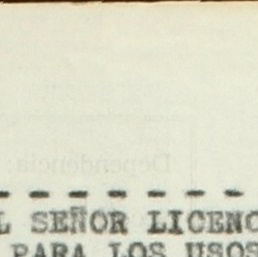 Dependencia:
- - - - - - -
L SEÑOR LICENC
PARA LOS USOS